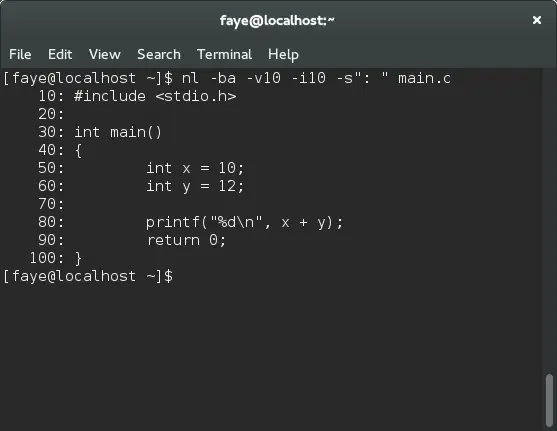 faye@localhost:~ ×
File Edit View Search Terminal Help
[faye@localhost ~]$ nl -ba -v10 -i10 -s": " main.c
    10: #include <stdio.h>
    20:
    30: int main()
    40: {
    50:         int x = 10;
    60:         int y = 12;
    70:
    80:         printf("%d\n", x + y);
    90:         return 0;
   100: }
[faye@localhost ~]$